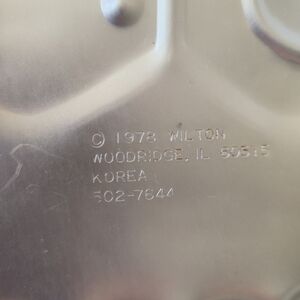 © 1978 WILTON
WOODRIDGE, IL 60515
KOREA
502-7644